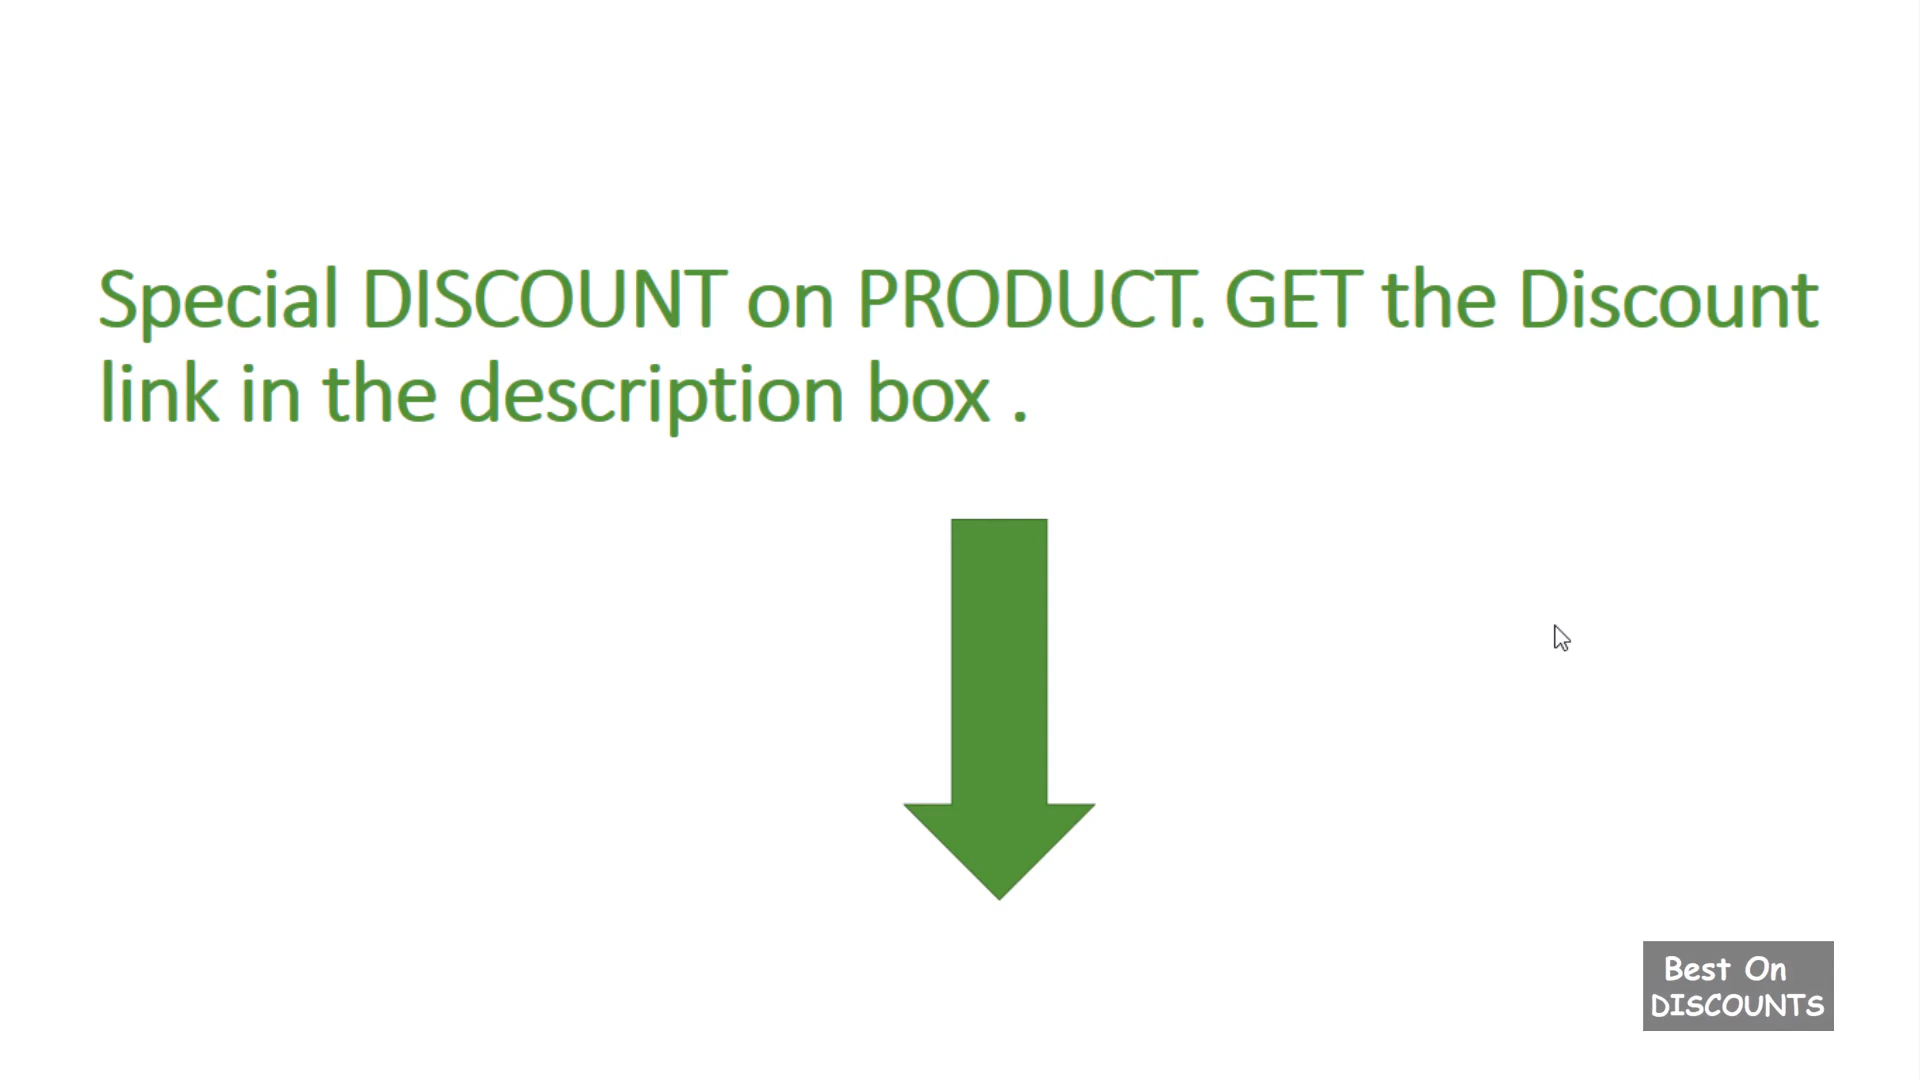 Special DISCOUNT on PRODUCT. GET the Discount
link in the description box .
Best On
DISCOUNTS